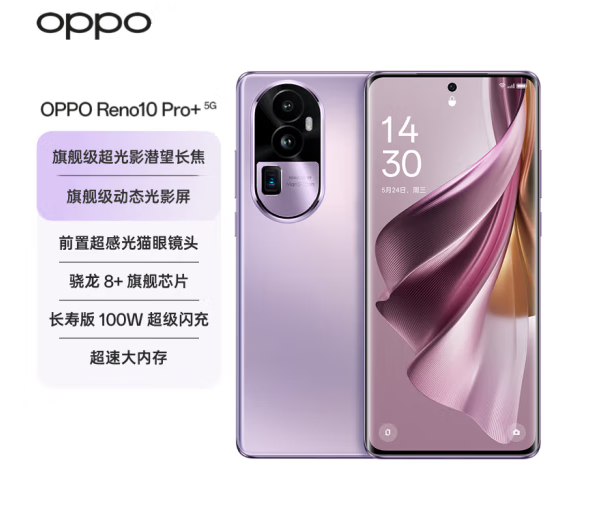 oppo
OPPO Reno10 Pro+ 5G
旗舰级超光影潜望长焦
旗舰级动态光影屏
前置超感光猫眼镜头
骁龙 8+ 旗舰芯片
长寿版 100W 超级闪充
超速大内存
14
30
5月24日, 周三